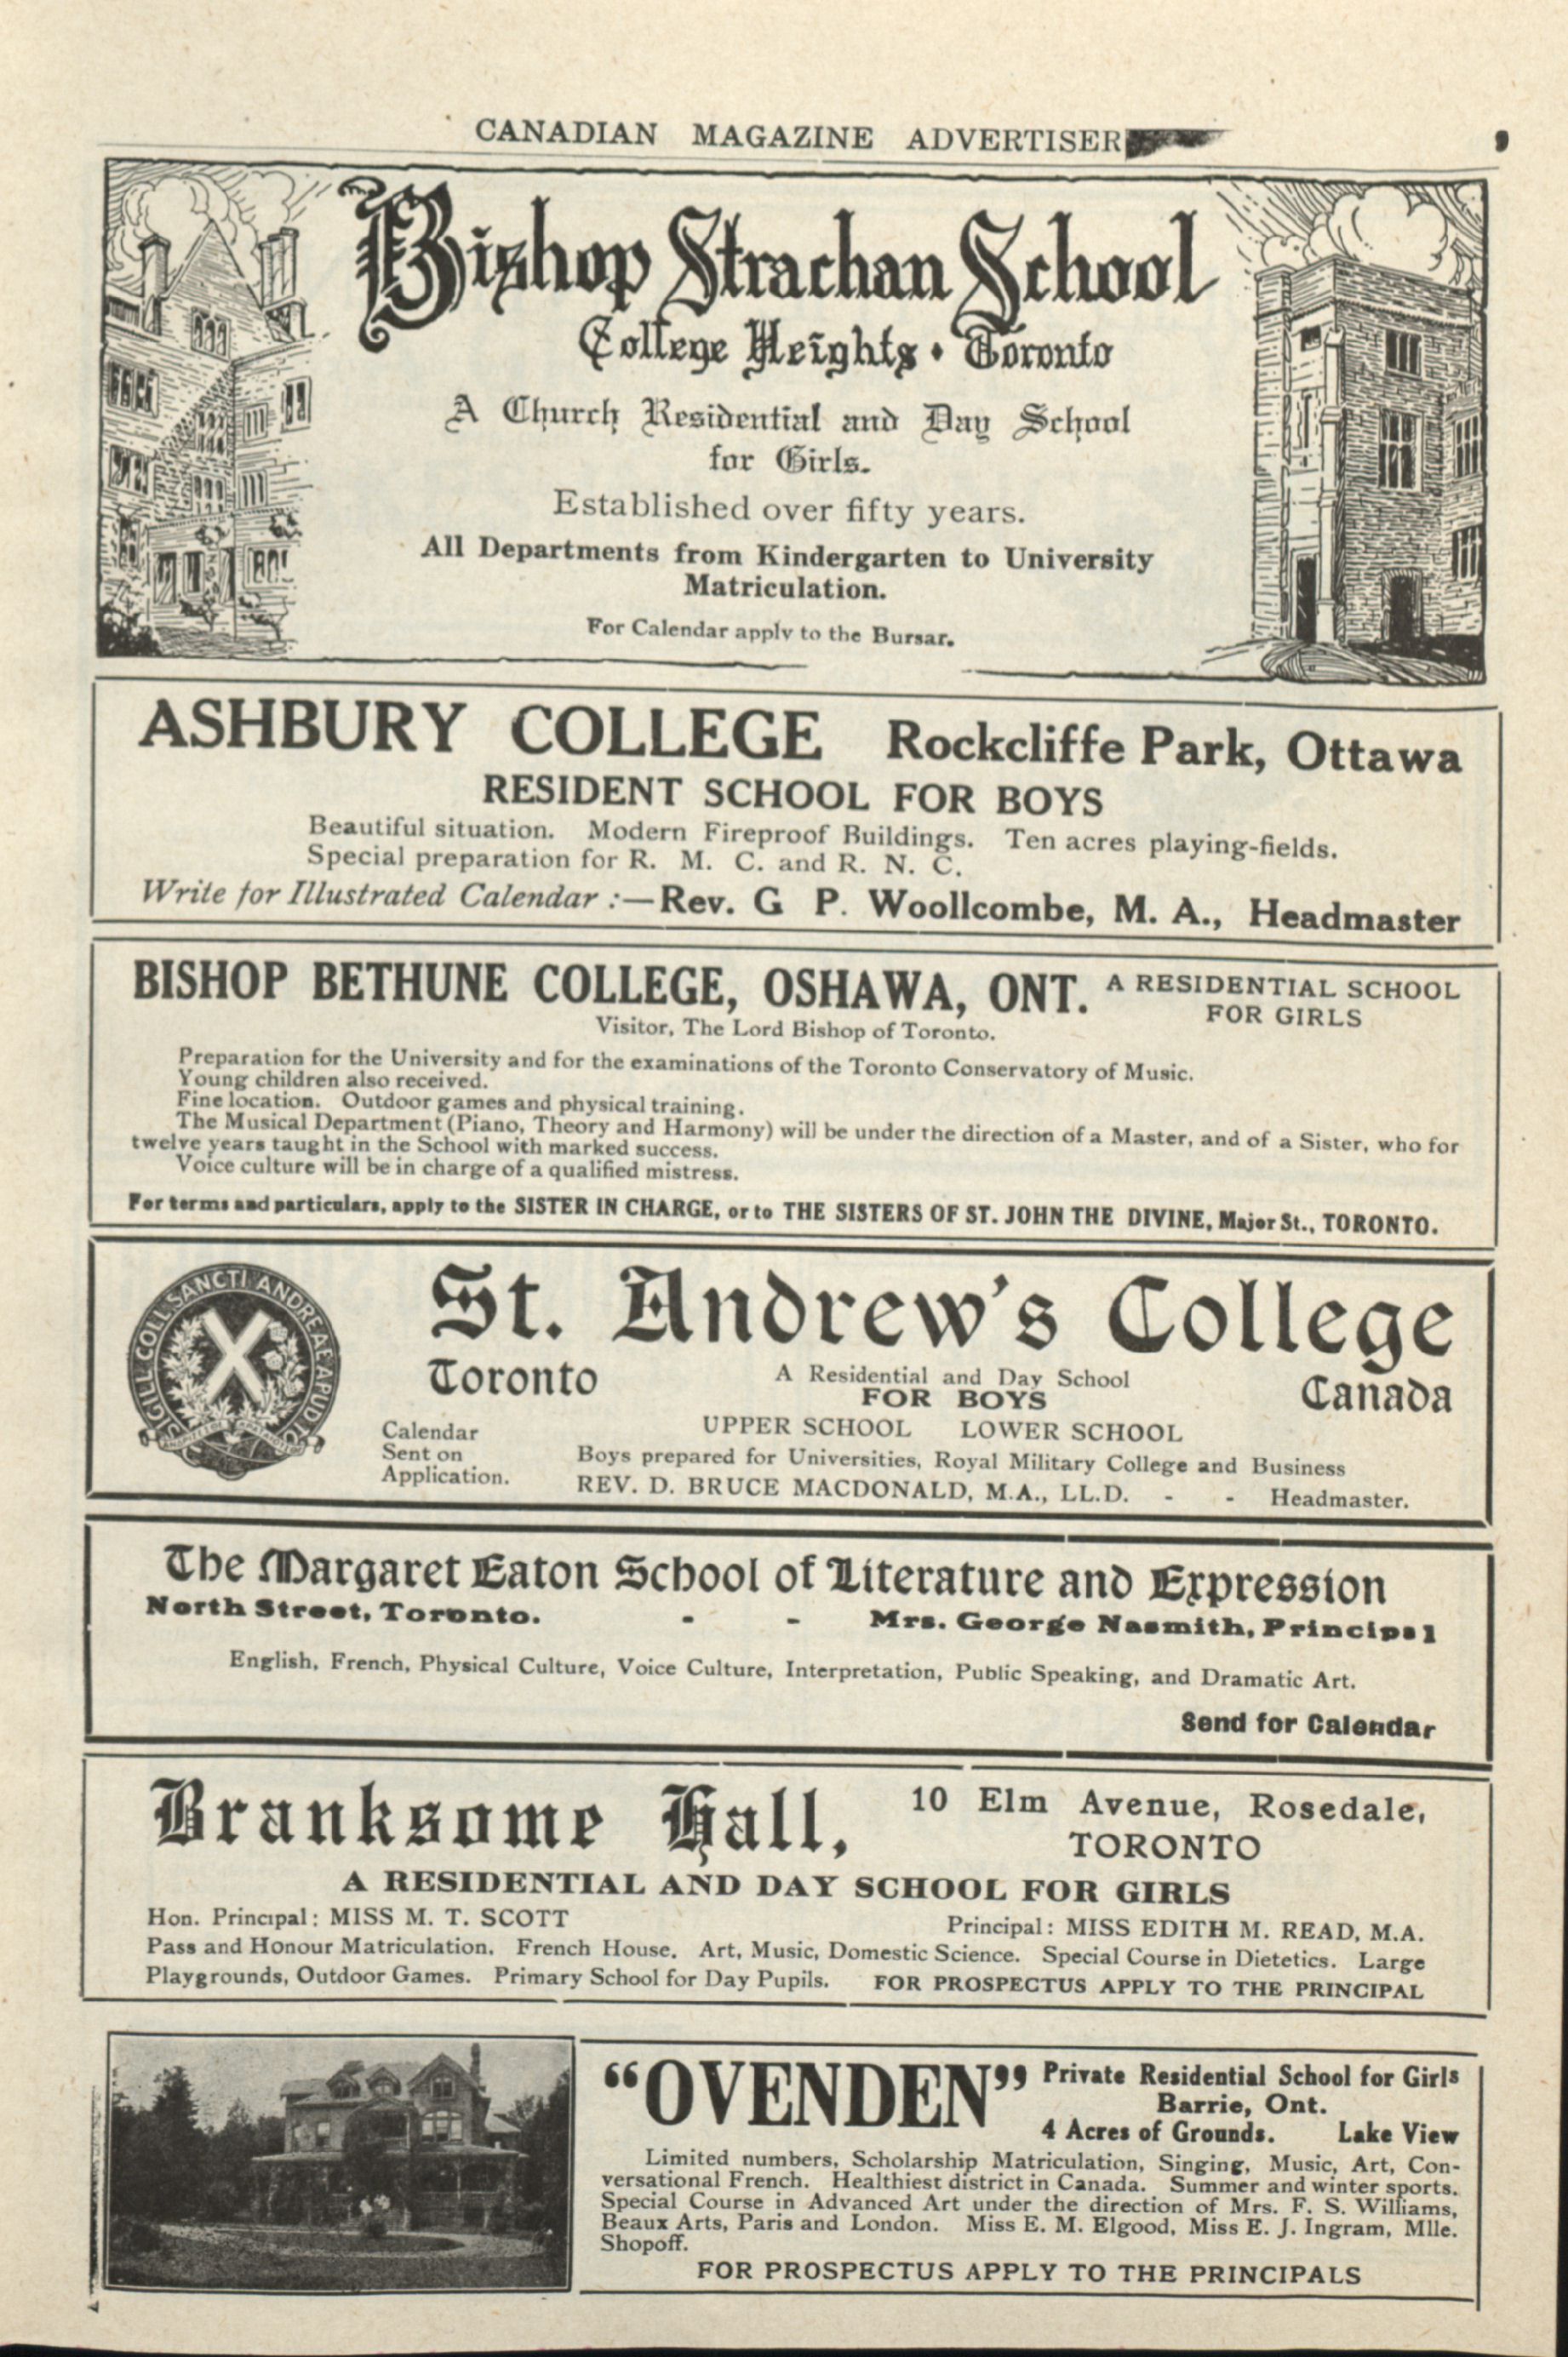 CANADIAN MAGAZINE ADVERTISER
9
The Bishop Strachan School
College Heights • Toronto
A Church Residential and Day School
for Girls.
Established over fifty years.
All Departments from Kindergarten to University
Matriculation.
For Calendar apply to the Bursar.
ASHBURY COLLEGE Rockcliffe Park, Ottawa
RESIDENT SCHOOL FOR BOYS
Beautiful situation. Modern Fireproof Buildings. Ten acres playing-fields.
Special preparation for R. M. C. and R. N. C.
Write for Illustrated Calendar :—Rev. G P. Woollcombe, M. A., Headmaster
BISHOP BETHUNE COLLEGE, OSHAWA, ONT. A RESIDENTIAL SCHOOL
FOR GIRLS
Visitor, The Lord Bishop of Toronto.
Preparation for the University and for the examinations of the Toronto Conservatory of Music.
Young children also received.
Fine location. Outdoor games and physical training.
The Musical Department (Piano, Theory and Harmony) will be under the direction of a Master, and of a Sister, who for
twelve years taught in the School with marked success.
Voice culture will be in charge of a qualified mistress.
For terms and particulars, apply to the SISTER IN CHARGE, or to THE SISTERS OF ST. JOHN THE DIVINE, Major St., TORONTO.
SIGILL COLL SANCTI ANDREAE APUD TO
St. Andrew's College
Toronto
A Residential and Day School
FOR BOYS
Canada
UPPER SCHOOL LOWER SCHOOL
Calendar
Sent on
Application.
Boys prepared for Universities, Royal Military College and Business
REV. D. BRUCE MACDONALD, M.A., LL.D. - - Headmaster.
The Margaret Eaton School of Literature and Expression
North Street, Toronto. - - Mrs. George Nasmith, Principal
English, French, Physical Culture, Voice Culture, Interpretation, Public Speaking, and Dramatic Art.
Send for Calendar
Branksome Hall, 10 Elm Avenue, Rosedale,
TORONTO
A RESIDENTIAL AND DAY SCHOOL FOR GIRLS
Hon. Principal: MISS M. T. SCOTT Principal: MISS EDITH M. READ, M.A.
Pass and Honour Matriculation. French House. Art, Music, Domestic Science. Special Course in Dietetics. Large
Playgrounds, Outdoor Games. Primary School for Day Pupils. FOR PROSPECTUS APPLY TO THE PRINCIPAL
“OVENDEN” Private Residential School for Girls
Barrie, Ont.
4 Acres of Grounds. Lake View
Limited numbers, Scholarship Matriculation, Singing, Music, Art, Con-
versational French. Healthiest district in Canada. Summer and winter sports.
Special Course in Advanced Art under the direction of Mrs. F. S. Williams,
Beaux Arts, Paris and London. Miss E. M. Elgood, Miss E. J. Ingram, Mlle.
Shopoff.
FOR PROSPECTUS APPLY TO THE PRINCIPALS